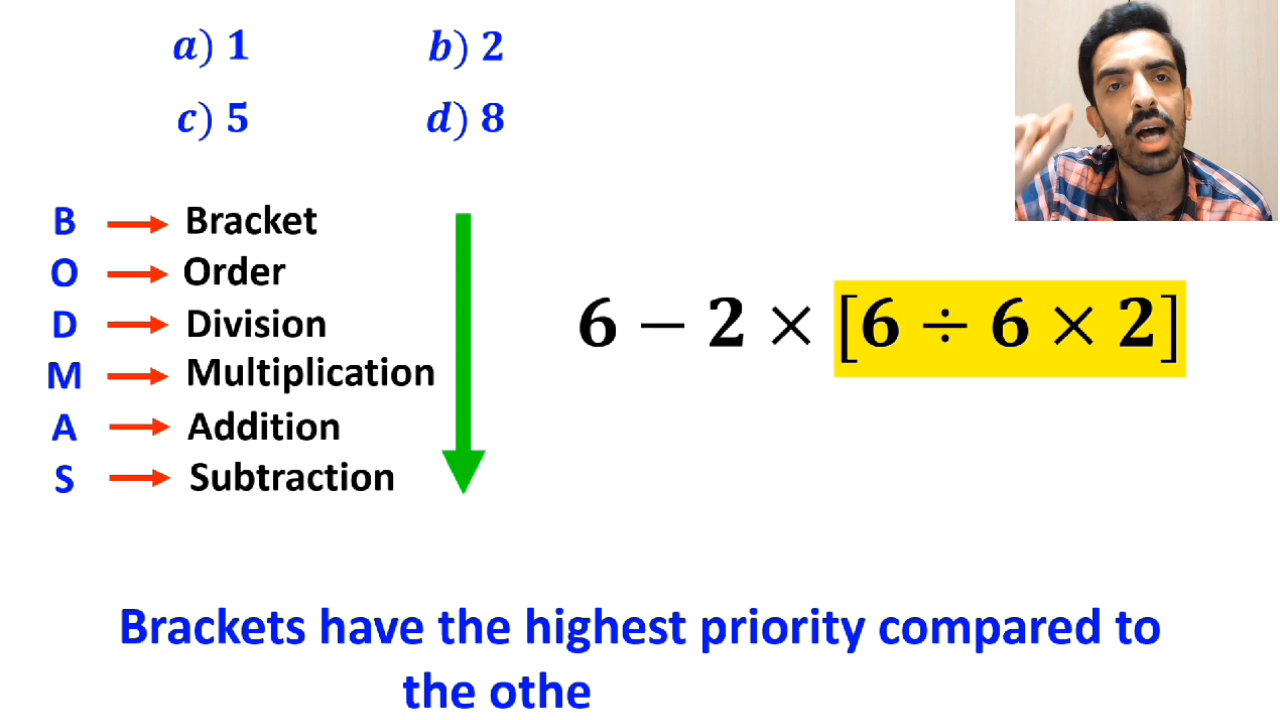 a) 1 b) 2
c) 5 d) 8
B Bracket
O Order
D Division
M Multiplication
A Addition
S Subtraction
6 − 2 × [6 ÷ 6 × 2]
Brackets have the highest priority compared to
the othe